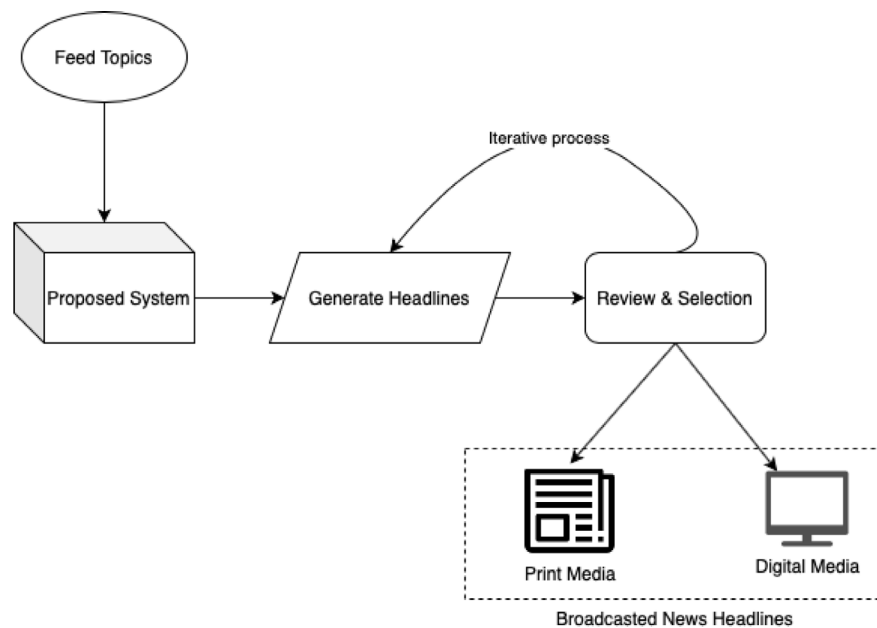 Feed Topics
Iterative process
Proposed System
Generate Headlines
Review & Selection
Print Media
Digital Media
Broadcasted News Headlines